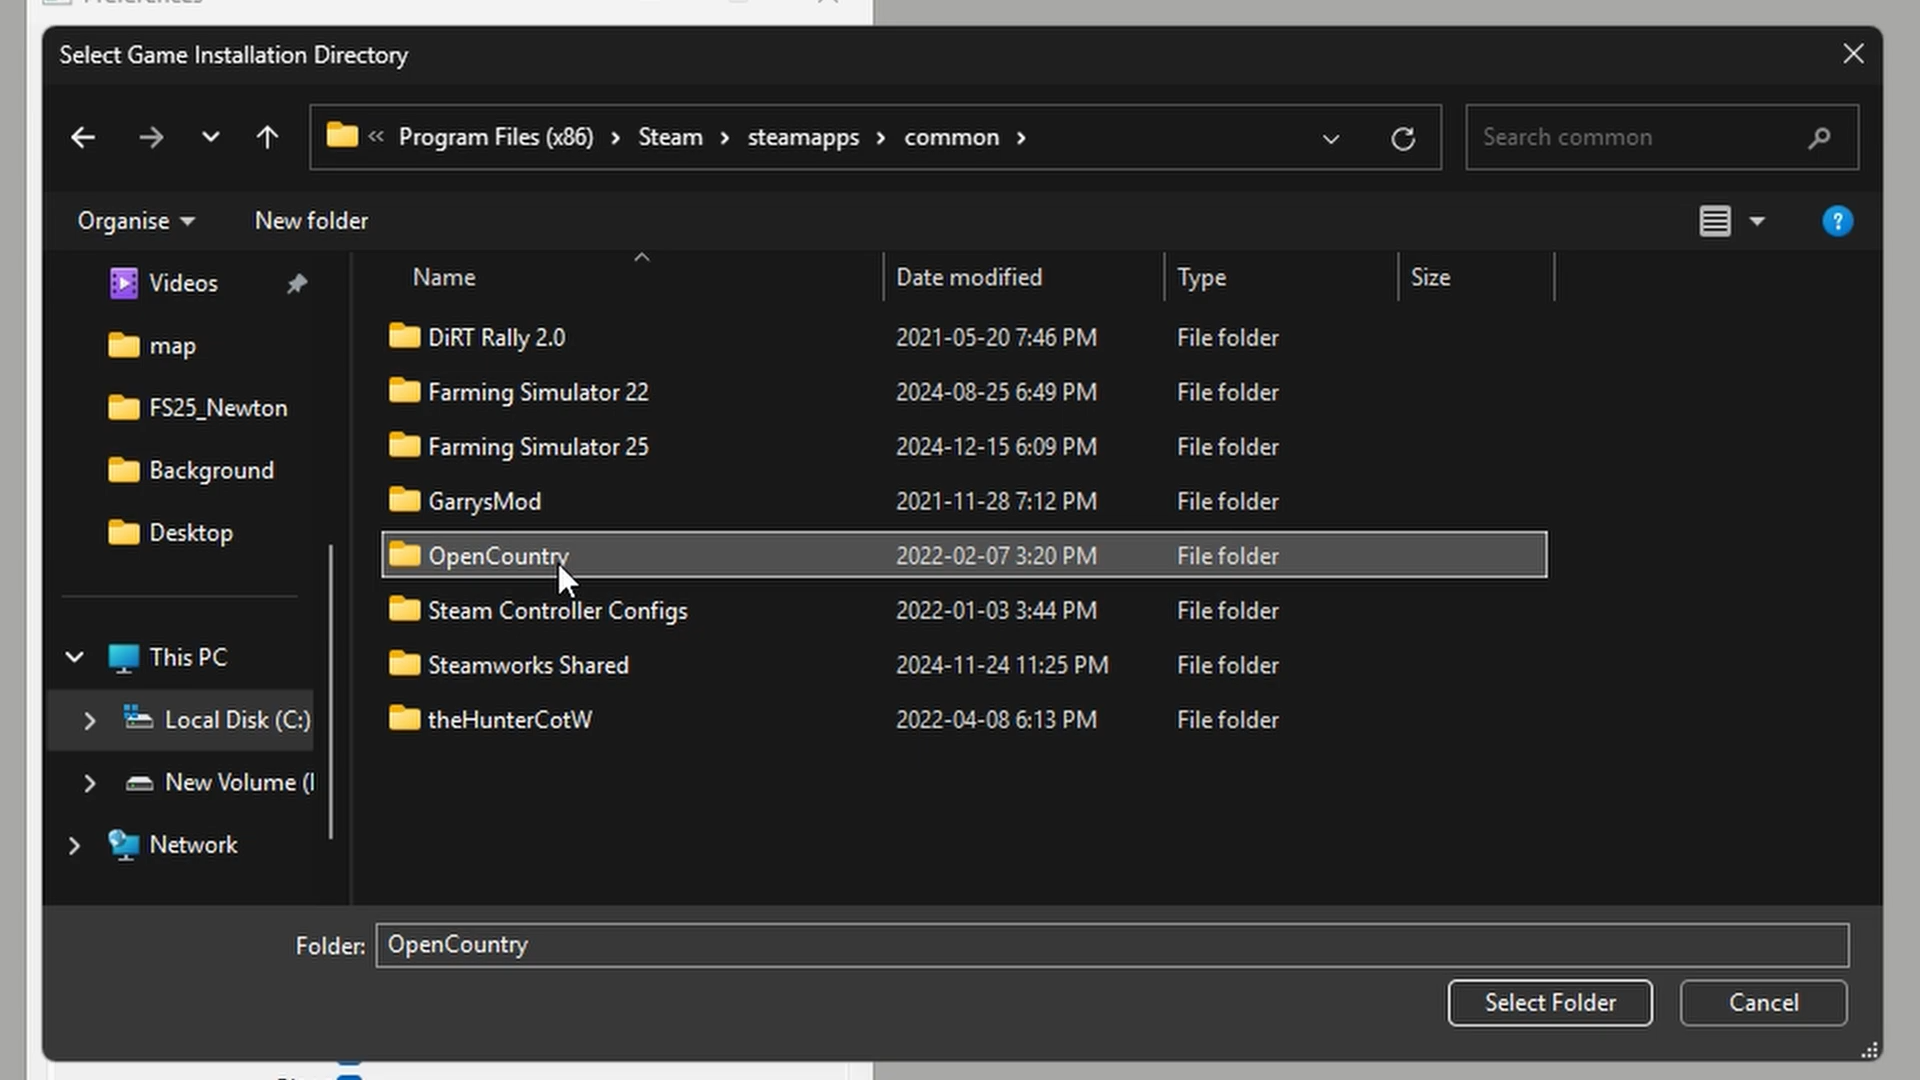 Preferences
Select Game Installation Directory
« Program Files (x86) › Steam › steamapps › common ›
Search common
Organise
New folder
Name
Date modified
Type
Size
Videos
map
FS25_Newton
Background
Desktop
This PC
Local Disk (C:)
New Volume (
Network
DiRT Rally 2.0 2021-05-20 7:46 PM File folder
Farming Simulator 22 2024-08-25 6:49 PM File folder
Farming Simulator 25 2024-12-15 6:09 PM File folder
GarrysMod 2021-11-28 7:12 PM File folder
OpenCountry 2022-02-07 3:20 PM File folder
Steam Controller Configs 2022-01-03 3:44 PM File folder
Steamworks Shared 2024-11-24 11:25 PM File folder
theHunterCotW 2022-04-08 6:13 PM File folder
Folder: OpenCountry
Select Folder
Cancel